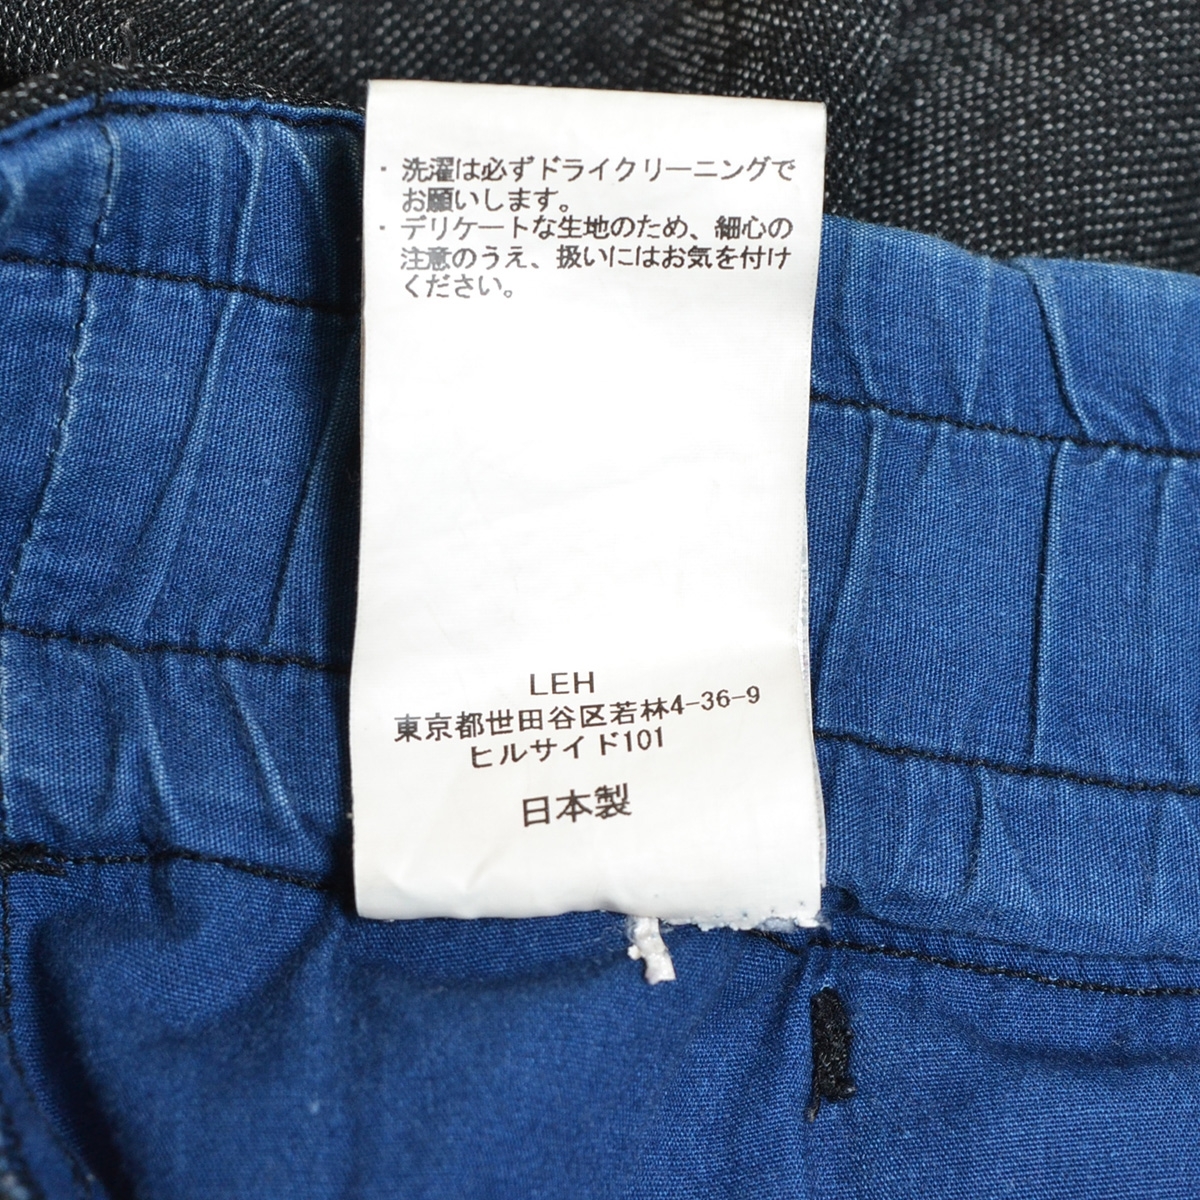 ・洗濯は必ずドライクリーニングで
お願いします。
・デリケートな生地のため、細心の
注意のうえ、扱いにはお気を付け
ください。
LEH
東京都世田谷区若林4-36-9
ヒルサイド101
日本製